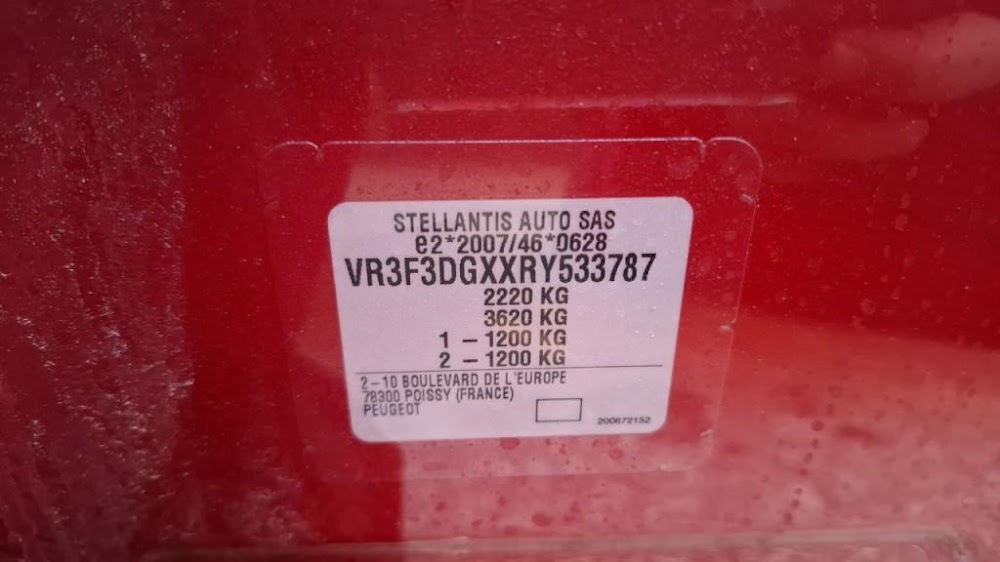 STELLANTIS AUTO SAS
e2*2007/46*0628
VR3F3DGXXRY533787
2220 KG
3620 KG
1 – 1200 KG
2 – 1200 KG
2–10 BOULEVARD DE L'EUROPE
78300 POISSY (FRANCE)
PEUGEOT
200672152